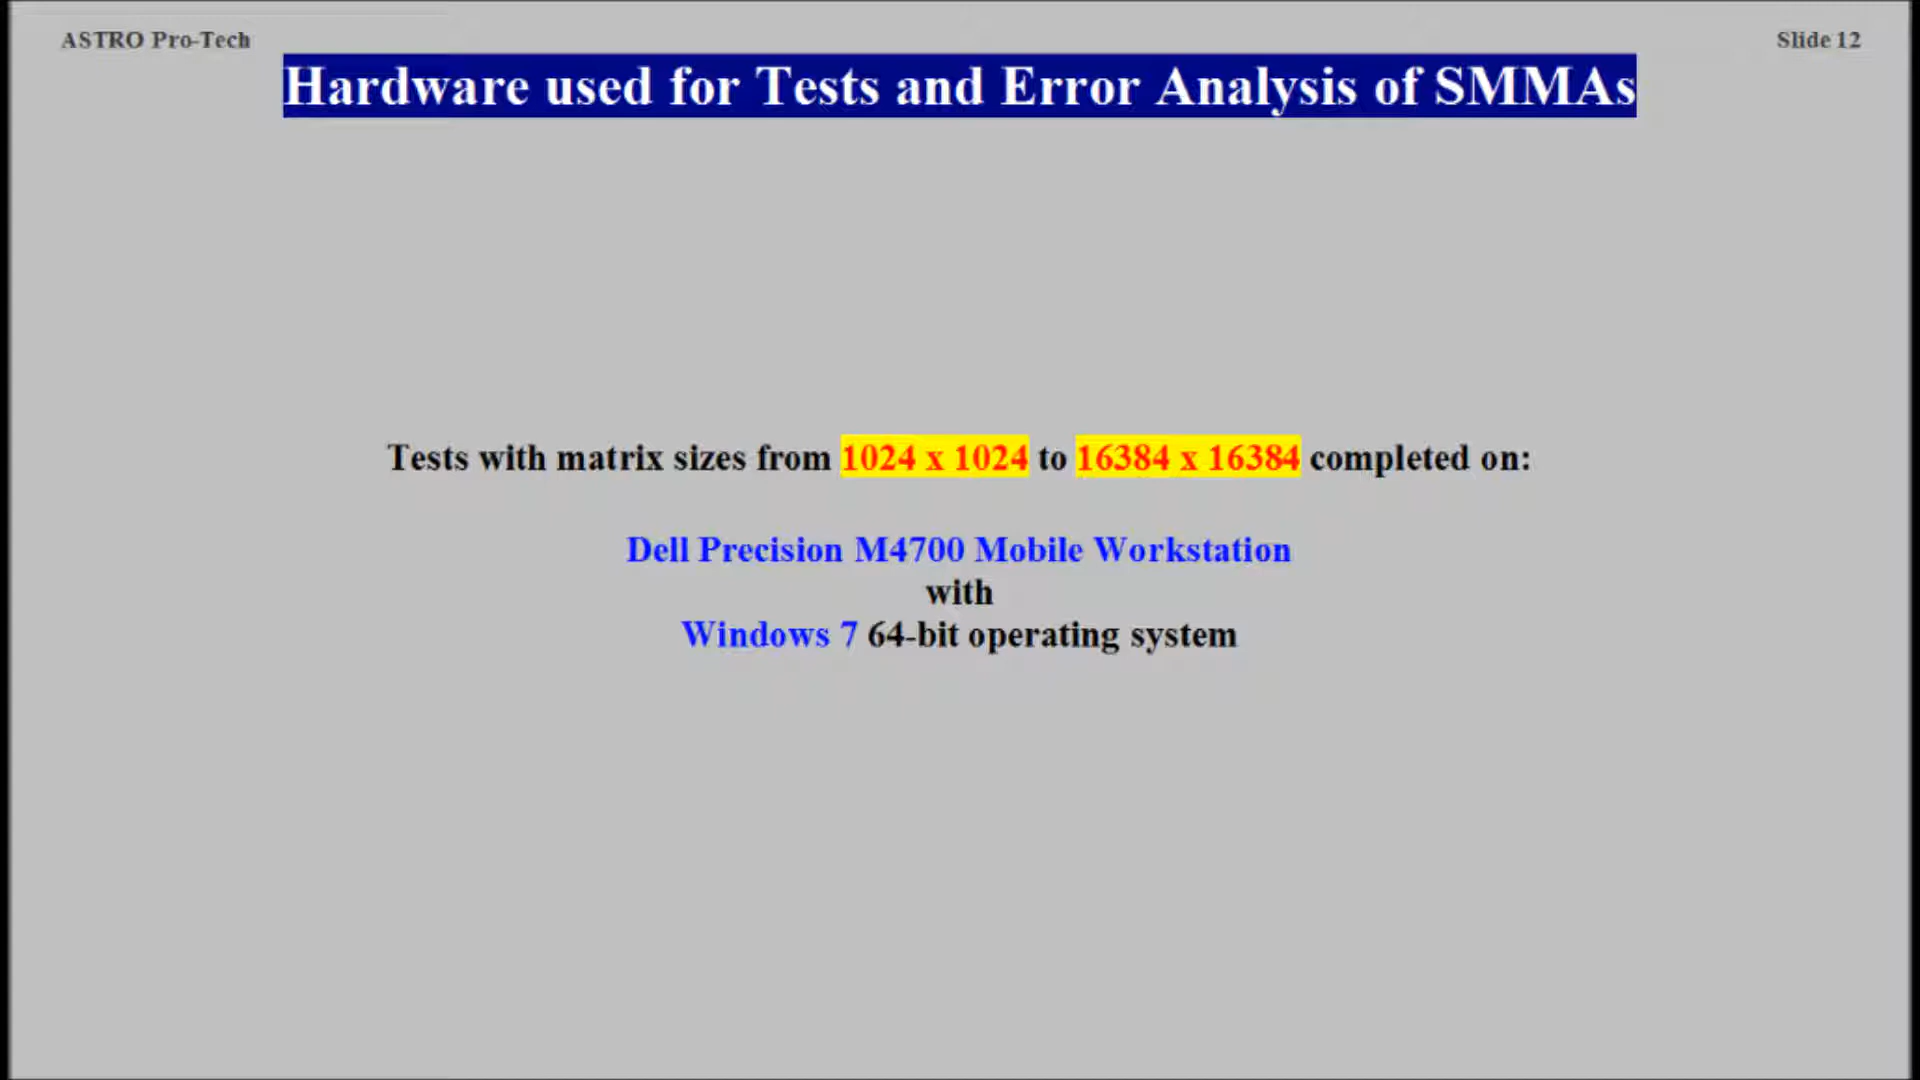 ASTRO Pro-Tech
Slide 12
Hardware used for Tests and Error Analysis of SMMAs
Tests with matrix sizes from 1024 x 1024 to 16384 x 16384 completed on:
Dell Precision M4700 Mobile Workstation
with
Windows 7 64-bit operating system